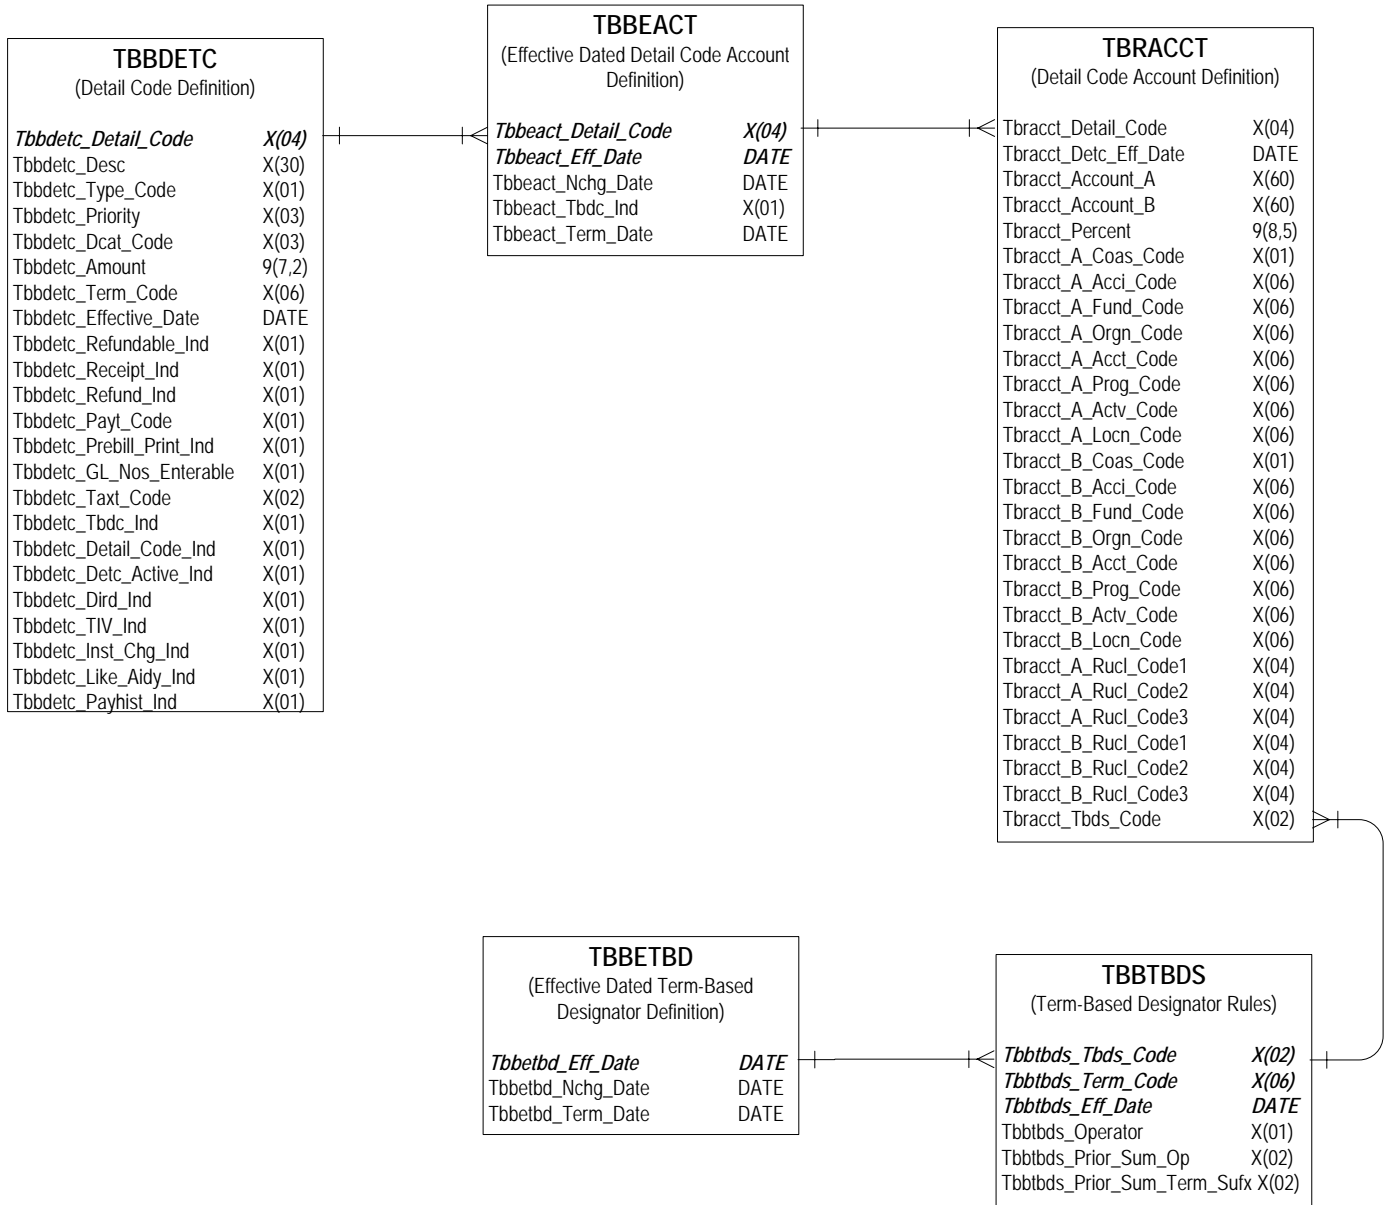 TBBDETC
(Detail Code Definition)
Tbbdetc_Detail_Code X(04)
Tbbdetc_Desc X(30)
Tbbdetc_Type_Code X(01)
Tbbdetc_Priority X(03)
Tbbdetc_Dcat_Code X(03)
Tbbdetc_Amount 9(7,2)
Tbbdetc_Term_Code X(06)
Tbbdetc_Effective_Date DATE
Tbbdetc_Refundable_Ind X(01)
Tbbdetc_Receipt_Ind X(01)
Tbbdetc_Refund_Ind X(01)
Tbbdetc_Payt_Code X(01)
Tbbdetc_Prebill_Print_Ind X(01)
Tbbdetc_GL_Nos_Enterable X(01)
Tbbdetc_Taxt_Code X(02)
Tbbdetc_Tbdc_Ind X(01)
Tbbdetc_Detail_Code_Ind X(01)
Tbbdetc_Detc_Active_Ind X(01)
Tbbdetc_Dird_Ind X(01)
Tbbdetc_TIV_Ind X(01)
Tbbdetc_Inst_Chg_Ind X(01)
Tbbdetc_Like_Aidy_Ind X(01)
Tbbdetc_Payhist_Ind X(01)
TBBEACT
(Effective Dated Detail Code Account
Definition)
Tbbeact_Detail_Code X(04)
Tbbeact_Eff_Date DATE
Tbbeact_Nchg_Date DATE
Tbbeact_Tbdc_Ind X(01)
Tbbeact_Term_Date DATE
TBRACCT
(Detail Code Account Definition)
Tbracct_Detail_Code X(04)
Tbracct_Detc_Eff_Date DATE
Tbracct_Account_A X(60)
Tbracct_Account_B X(60)
Tbracct_Percent 9(8,5)
Tbracct_A_Coas_Code X(01)
Tbracct_A_Acci_Code X(06)
Tbracct_A_Fund_Code X(06)
Tbracct_A_Orgn_Code X(06)
Tbracct_A_Acct_Code X(06)
Tbracct_A_Prog_Code X(06)
Tbracct_A_Actv_Code X(06)
Tbracct_A_Locn_Code X(06)
Tbracct_B_Coas_Code X(01)
Tbracct_B_Acci_Code X(06)
Tbracct_B_Fund_Code X(06)
Tbracct_B_Orgn_Code X(06)
Tbracct_B_Acct_Code X(06)
Tbracct_B_Prog_Code X(06)
Tbracct_B_Actv_Code X(06)
Tbracct_B_Locn_Code X(06)
Tbracct_A_Rucl_Code1 X(04)
Tbracct_A_Rucl_Code2 X(04)
Tbracct_A_Rucl_Code3 X(04)
Tbracct_B_Rucl_Code1 X(04)
Tbracct_B_Rucl_Code2 X(04)
Tbracct_B_Rucl_Code3 X(04)
Tbracct_Tbds_Code X(02)
TBBETBD
(Effective Dated Term-Based
Designator Definition)
Tbbetbd_Eff_Date DATE
Tbbetbd_Nchg_Date DATE
Tbbetbd_Term_Date DATE
TBBTBDS
(Term-Based Designator Rules)
Tbbtbds_Tbds_Code X(02)
Tbbtbds_Term_Code X(06)
Tbbtbds_Eff_Date DATE
Tbbtbds_Operator X(01)
Tbbtbds_Prior_Sum_Op X(02)
Tbbtbds_Prior_Sum_Term_Sufx X(02)